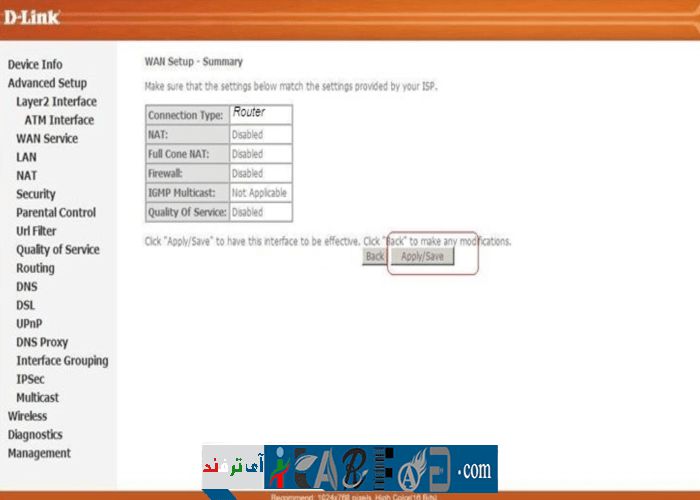 D-Link
Device Info
Advanced Setup
Layer2 Interface
ATM Interface
WAN Service
LAN
NAT
Security
Parental Control
Url Filter
Quality of Service
Routing
DNS
DSL
UPnP
DNS Proxy
Interface Grouping
IPSec
Multicast
Wireless
Diagnostics
Management
WAN Setup - Summary
Make sure that the settings below match the settings provided by your ISP.
Connection Type: Router
NAT: Disabled
Full Cone NAT: Disabled
Firewall: Disabled
IGMP Multicast: Not Applicable
Quality Of Service: Disabled
Click "Apply/Save" to have this interface to be effective. Click "Back" to make any modifications.
Back Apply/Save
آی ترفند
.com
Recommend: 1024x768 pixels, High Color(16 Bits)